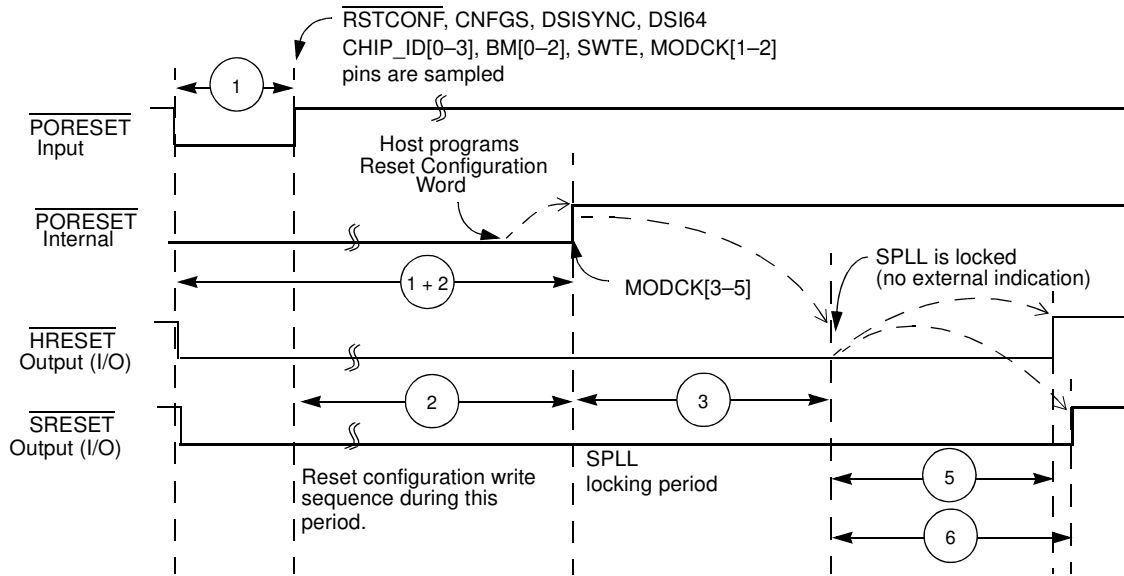 RSTCONF, CNFGS, DSISYNC, DSI64
CHIP_ID[0–3], BM[0–2], SWTE, MODCK[1–2]
pins are sampled
1
PORESET
Input
Host programs
Reset Configuration
Word
PORESET
Internal
SPLL is locked
(no external indication)
1 + 2
MODCK[3–5]
HRESET
Output (I/O)
2
3
SRESET
Output (I/O)
Reset configuration write
sequence during this
period.
SPLL
locking period
5
6